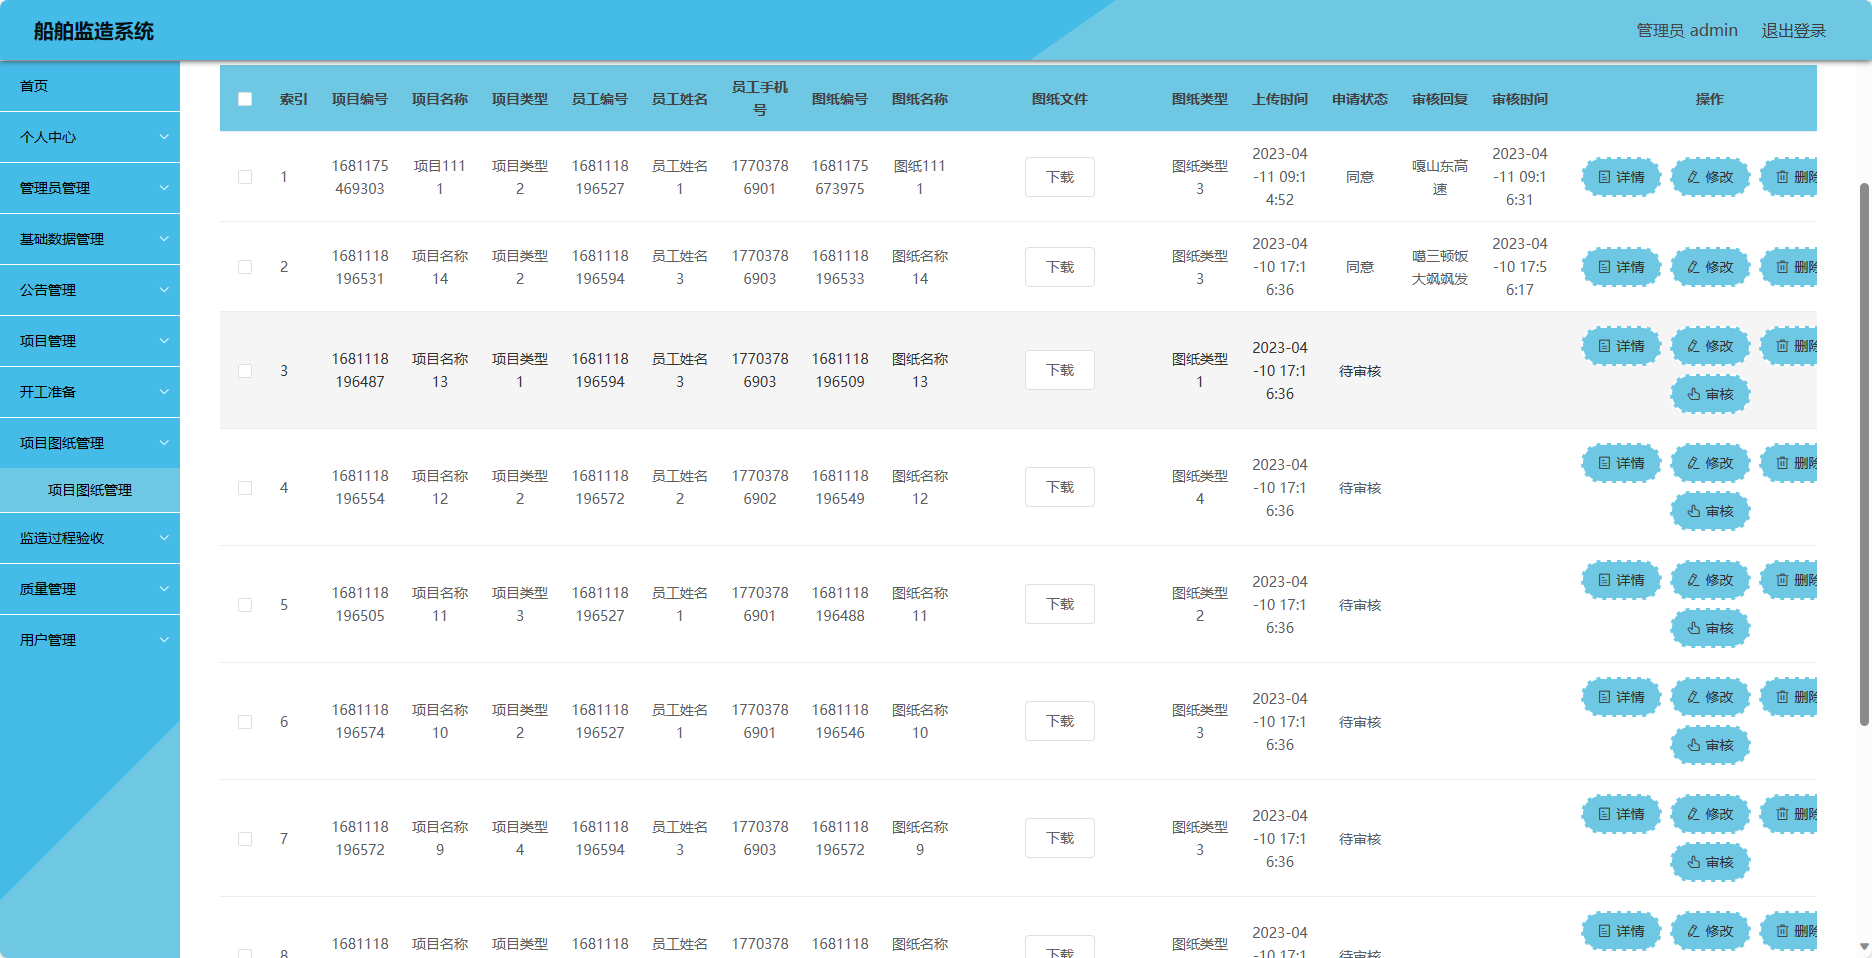 船舶监造系统
管理员 admin
退出登录
首页
个人中心
管理员管理
基础数据管理
公告管理
项目管理
开工准备
项目图纸管理
项目图纸管理
监造过程验收
质量管理
用户管理
索引 项目编号 项目名称 项目类型 员工编号 员工姓名 员工手机号 图纸编号 图纸名称 图纸文件 图纸类型 上传时间 申请状态 审核回复 审核时间 操作
1 1681175469303 项目1111 项目类型2 1681118196527 员工姓名1 17703786901 1681175673975 图纸1111 下载 图纸类型3 2023-04-11 09:14:52 同意 嘎山东高速 2023-04-11 09:16:31 详情 修改 删除
2 1681118196531 项目名称14 项目类型2 1681118196594 员工姓名3 17703786903 1681118196533 图纸名称14 下载 图纸类型3 2023-04-10 17:16:36 同意 噶三顿饭大飒飒发 2023-04-10 17:56:17 详情 修改 删除
3 1681118196487 项目名称13 项目类型1 1681118196594 员工姓名3 17703786903 1681118196509 图纸名称13 下载 图纸类型1 2023-04-10 17:16:36 待审核 详情 修改 删除 审核
4 1681118196554 项目名称12 项目类型2 1681118196572 员工姓名2 17703786902 1681118196549 图纸名称12 下载 图纸类型4 2023-04-10 17:16:36 待审核 详情 修改 删除 审核
5 1681118196505 项目名称11 项目类型3 1681118196527 员工姓名1 17703786901 1681118196488 图纸名称11 下载 图纸类型2 2023-04-10 17:16:36 待审核 详情 修改 删除 审核
6 1681118196574 项目名称10 项目类型2 1681118196527 员工姓名1 17703786901 1681118196546 图纸名称10 下载 图纸类型3 2023-04-10 17:16:36 待审核 详情 修改 删除 审核
7 1681118196572 项目名称9 项目类型4 1681118196594 员工姓名3 17703786903 1681118196572 图纸名称9 下载 图纸类型3 2023-04-10 17:16:36 待审核 详情 修改 删除 审核
8 1681118 项目名称 项目类型 1681118 员工姓名 1770378 1681118 图纸名称 下载 图纸类型 2023-04-10 17:1 待审核 详情 修改 删除